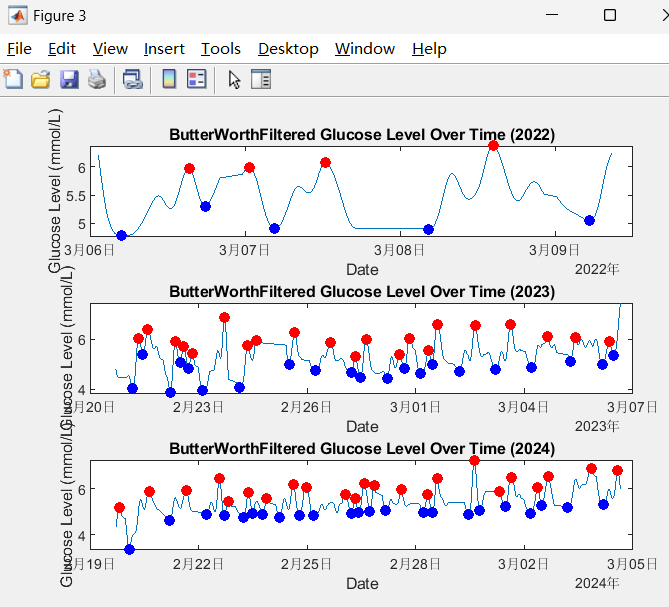 Figure 3
File Edit View Insert Tools Desktop Window Help
ButterWorthFiltered Glucose Level Over Time (2022)
Glucose Level (mmol/L)
6
5.5
5
3月06日 3月07日 3月08日 3月09日
Date
2022年
ButterWorthFiltered Glucose Level Over Time (2023)
Glucose Level (mmol/L)
6
4
月20日 2月23日 2月26日 3月01日 3月04日 3月07日
Date
2023年
ButterWorthFiltered Glucose Level Over Time (2024)
Glucose Level (mmol/L)
6
4
月19日 2月22日 2月25日 2月28日 3月02日 3月05日
Date
2024年